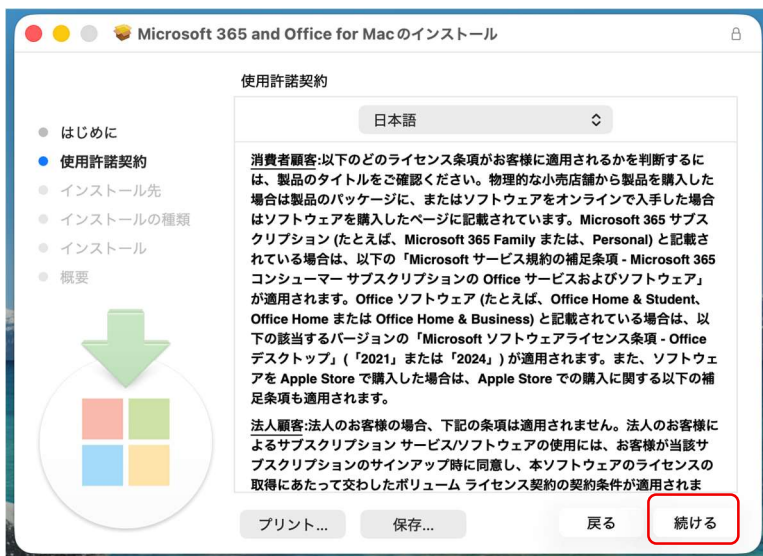 Microsoft 365 and Office for Mac のインストール
使用許諾契約
日本語
はじめに
使用許諾契約
インストール先
インストールの種類
インストール
概要
消費者顧客:以下のどのライセンス条項がお客様に適用されるかを判断するに
は、製品のタイトルをご確認ください。物理的な小売店舗から製品を購入した
場合は製品のパッケージに、またはソフトウェアをオンラインで入手した場合
はソフトウェアを購入したページに記載されています。Microsoft 365 サブス
クリプション (たとえば、Microsoft 365 Family または、Personal) と記載さ
れている場合は、以下の「Microsoft サービス規約の補足条項 - Microsoft 365
コンシューマー サブスクリプションの Office サービスおよびソフトウェア」
が適用されます。Office ソフトウェア (たとえば、Office Home & Student、
Office Home または Office Home & Business) と記載されている場合は、以
下の該当するバージョンの「Microsoft ソフトウェアライセンス条項 - Office
デスクトップ」(「2021」または「2024」) が適用されます。また、ソフトウェ
アを Apple Store で購入した場合は、Apple Store での購入に関する以下の補
足条項も適用されます。
法人顧客:法人のお客様の場合、下記の条項は適用されません。法人のお客様に
よるサブスクリプション サービス/ソフトウェアの使用には、お客様が当該サ
ブスクリプションのサインアップ時に同意し、本ソフトウェアのライセンスの
取得にあたって交わしたボリューム ライセンス契約の契約条件が適用されま
プリント...
保存...
戻る
続ける